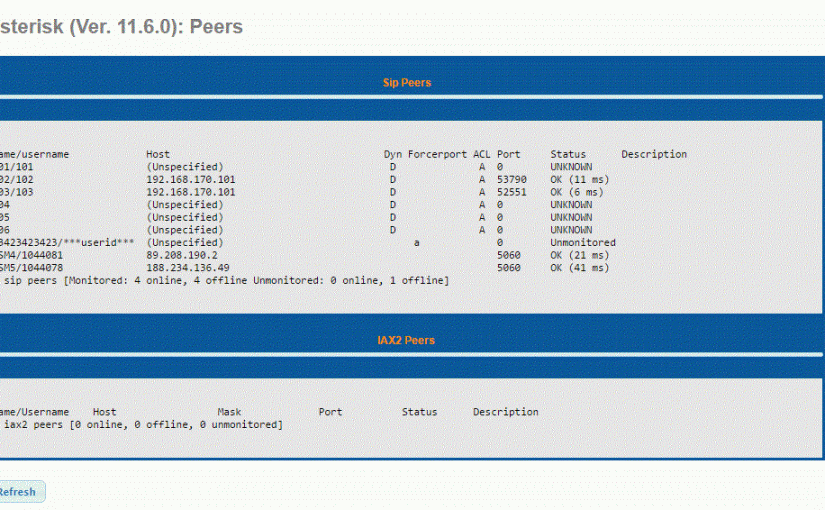 sterisk (Ver. 11.6.0): Peers
Sip Peers
ame/username Host Dyn Forcerport ACL Port Status Description
01/101 (Unspecified) D A 0 UNKNOWN
02/102 192.168.170.101 D A 53790 OK (11 ms)
03/103 192.168.170.101 D A 52551 OK (6 ms)
04 (Unspecified) D A 0 UNKNOWN
05 (Unspecified) D A 0 UNKNOWN
06 (Unspecified) D A 0 UNKNOWN
3423423423/***userid*** (Unspecified) a 0 Unmonitored
SM4/1044081 89.208.190.2 5060 OK (21 ms)
SM5/1044078 188.234.136.49 5060 OK (41 ms)
sip peers [Monitored: 4 online, 4 offline Unmonitored: 0 online, 1 offline]
IAX2 Peers
ame/Username Host Mask Port Status Description
iax2 peers [0 online, 0 offline, 0 unmonitored]
Refresh